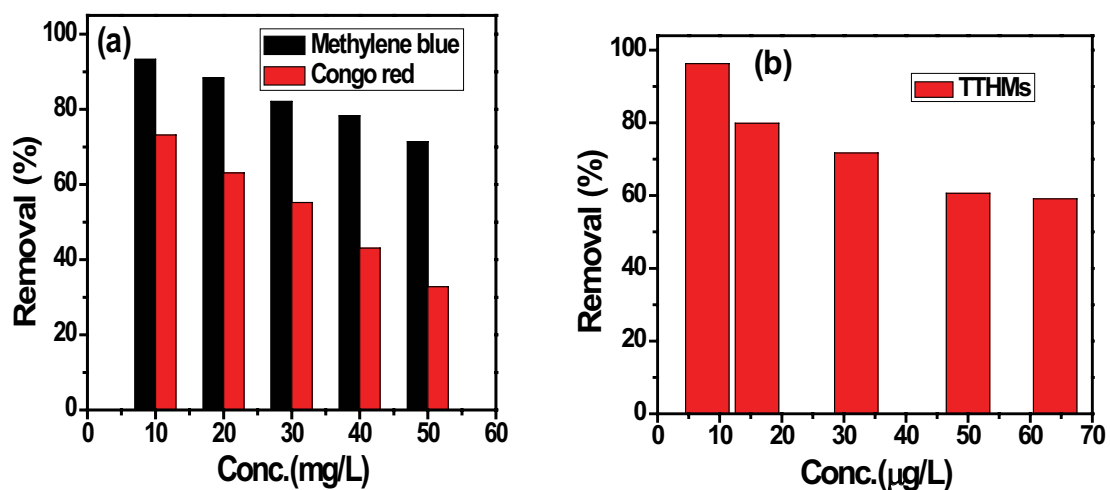 (a)
Methylene blue
Congo red
Removal (%)
100
80
60
40
20
0
0 10 20 30 40 50 60
Conc.(mg/L)
(b)
TTHMs
Removal (%)
100
80
60
40
20
0
0 10 20 30 40 50 60 70
Conc.(μg/L)